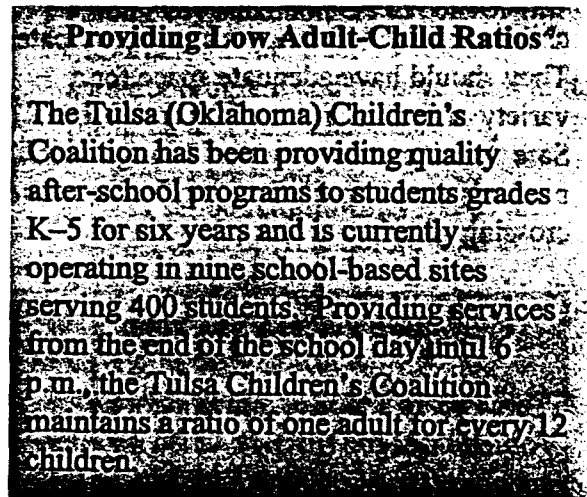 Providing Low Adult-Child Ratios
The Tulsa (Oklahoma) Children's
Coalition has been providing quality
after-school programs to students grades
K–5 for six years and is currently
operating in nine school-based sites
serving 400 students. Providing services
from the end of the school day until 6
p.m., the Tulsa Children's Coalition
maintains a ratio of one adult for every 12
children.